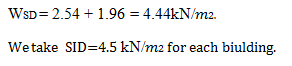 WSD= 2.54 + 1.96 = 4.44kN/m2.
We take SID=4.5 kN/m2 for each biulding.